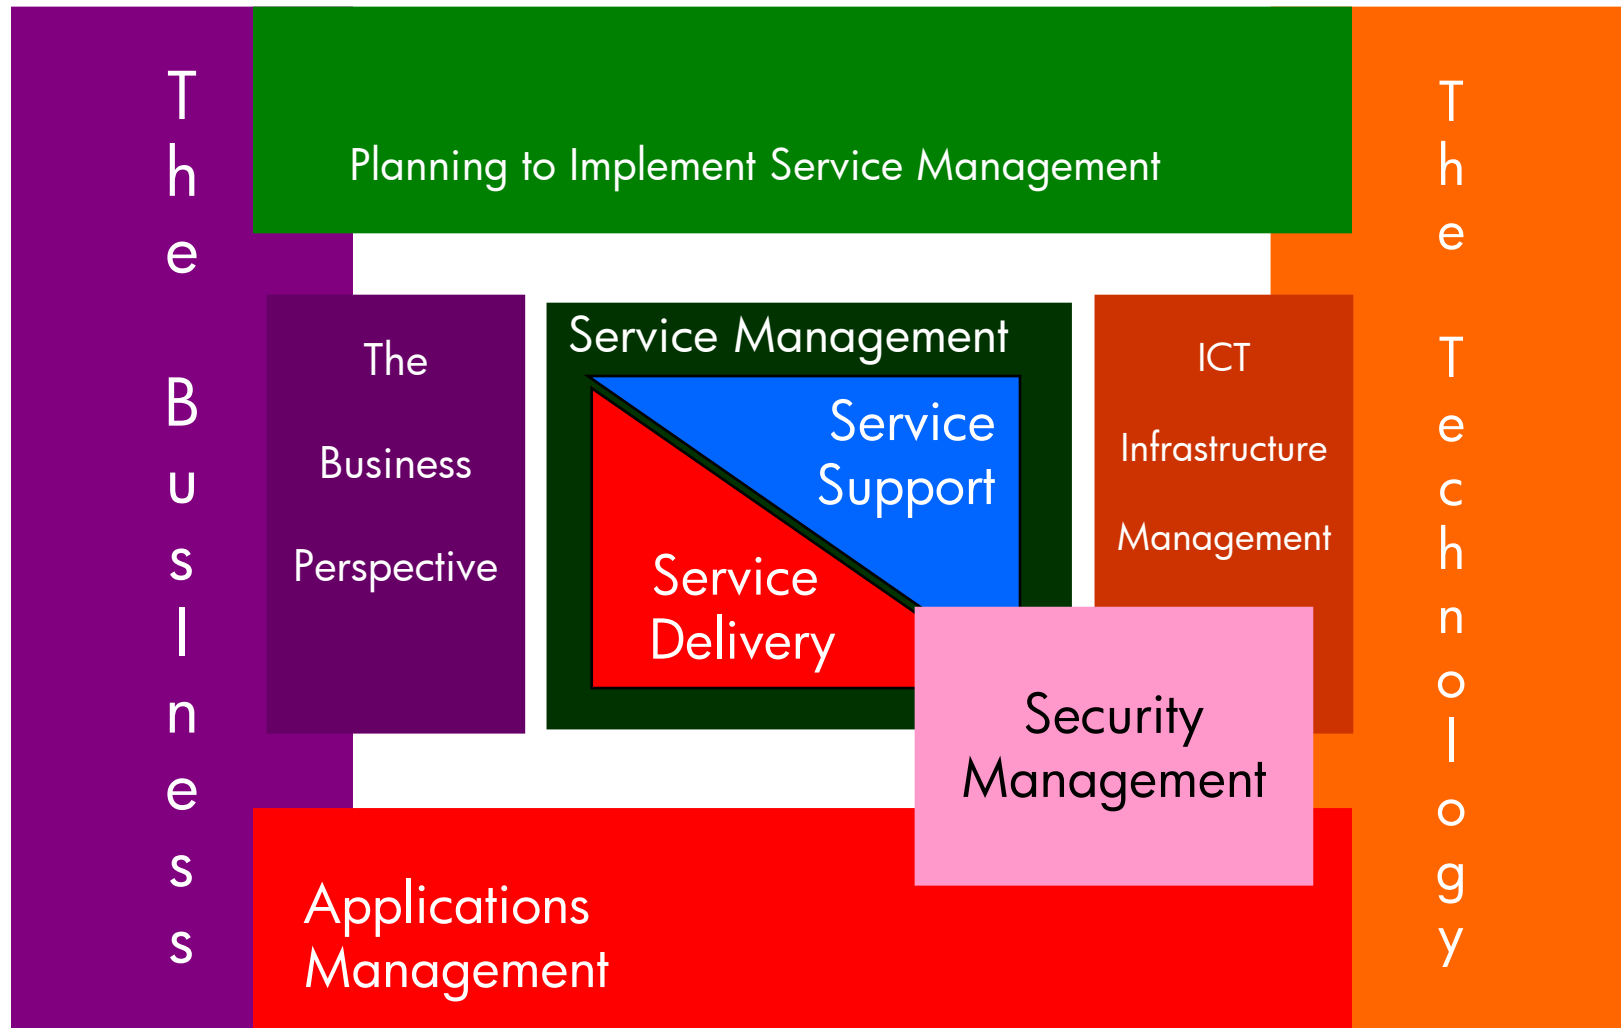 The BusIness
Planning to Implement Service Management
The Technology
The
Business
Perspective
Service Management
Service
Support
Service
Delivery
ICT
Infrastructure
Management
Security
Management
Applications
Management